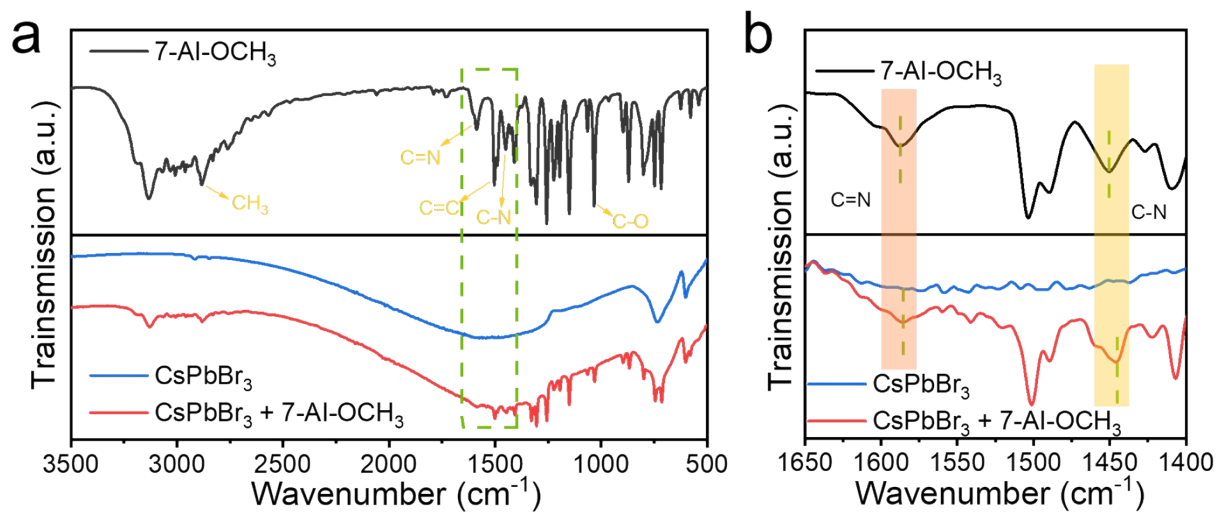 a
7-AI-OCH3
C=N
CH3
C=C
C-N
C-O
CsPbBr3
CsPbBr3 + 7-AI-OCH3
Trainsmission (a.u.)
3500 3000 2500 2000 1500 1000 500
Wavenumber (cm-1)
b
7-AI-OCH3
C=N
C-N
CsPbBr3
CsPbBr3 + 7-AI-OCH3
Trainsmission (a.u.)
1650 1600 1550 1500 1450 1400
Wavenumber (cm-1)